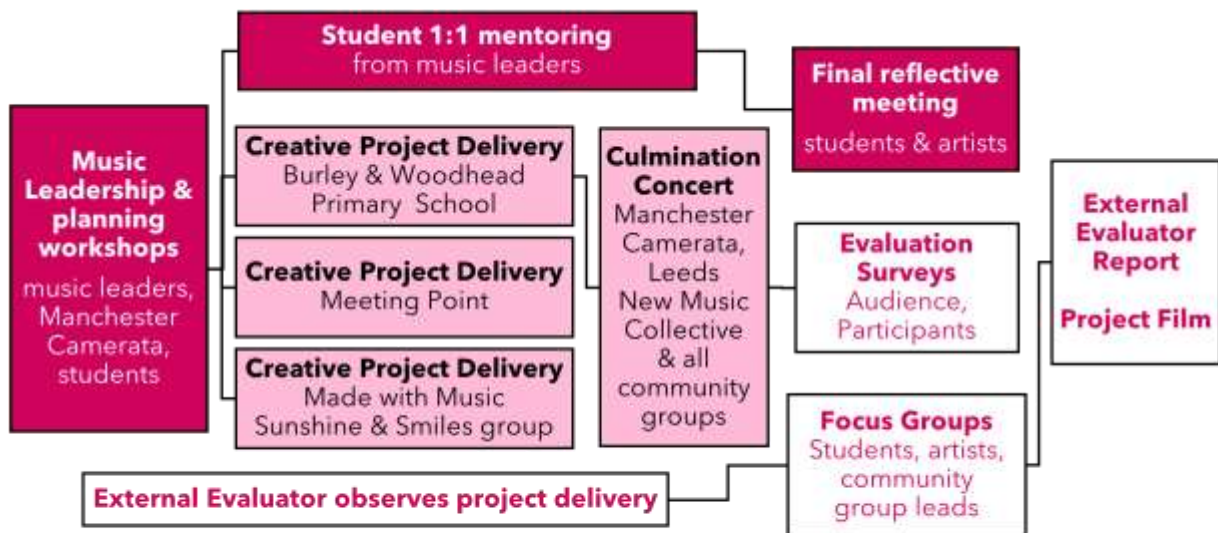 Music
Leadership &
planning
workshops
music leaders,
Manchester
Camerata,
students
Student 1:1 mentoring
from music leaders
Creative Project Delivery
Burley & Woodhead
Primary School
Creative Project Delivery
Meeting Point
Creative Project Delivery
Made with Music
Sunshine & Smiles group
Culmination
Concert
Manchester
Camerata,
Leeds
New Music
Collective
& all
community
groups
Final reflective
meeting
students & artists
Evaluation
Surveys
Audience,
Participants
Focus Groups
Students, artists,
community
group leads
External Evaluator observes project delivery
External
Evaluator
Report
Project Film